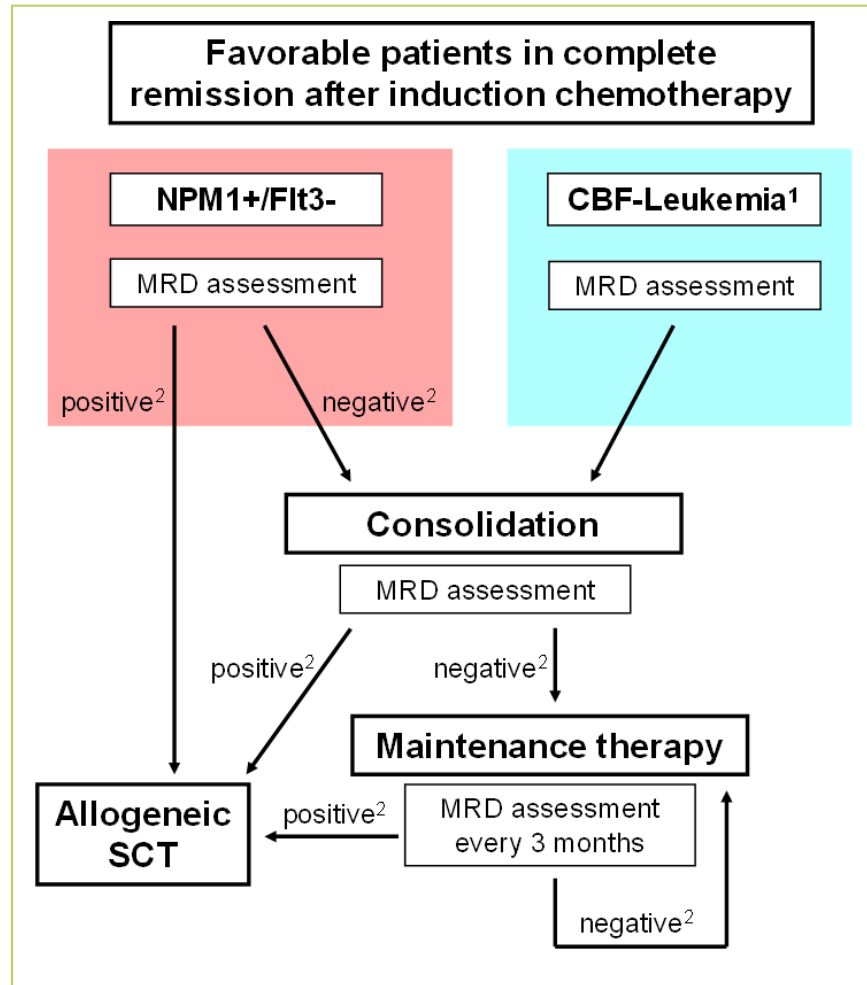 Favorable patients in complete
remission after induction chemotherapy
NPM1+/Flt3-
CBF-Leukemia¹
MRD assessment
MRD assessment
positive²
negative²
Consolidation
MRD assessment
positive²
negative²
Maintenance therapy
Allogeneic
SCT
positive²
MRD assessment
every 3 months
negative²